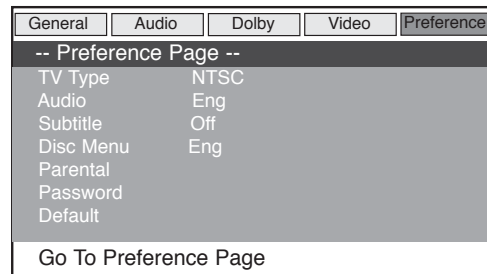 General Audio Dolby Video Preference
-- Preference Page --
TV Type NTSC
Audio Eng
Subtitle Off
Disc Menu Eng
Parental
Password
Default
Go To Preference Page